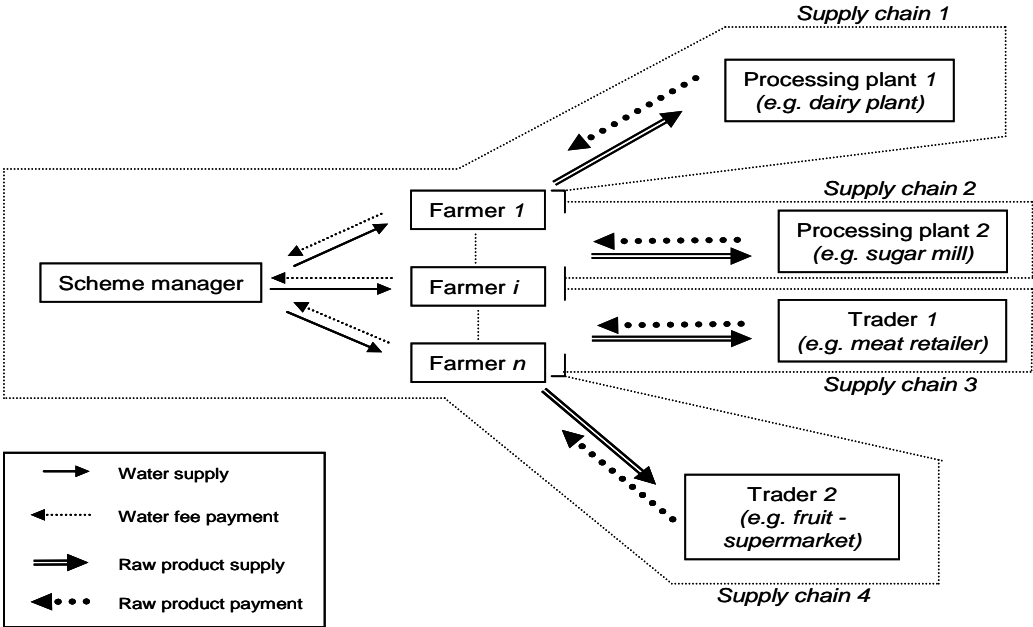 Supply chain 1
Processing plant 1
(e.g. dairy plant)
Supply chain 2
Farmer 1
Processing plant 2
(e.g. sugar mill)
Scheme manager
Farmer i
Trader 1
(e.g. meat retailer)
Farmer n
Supply chain 3
Trader 2
(e.g. fruit -
supermarket)
Supply chain 4
Water supply
Water fee payment
Raw product supply
Raw product payment